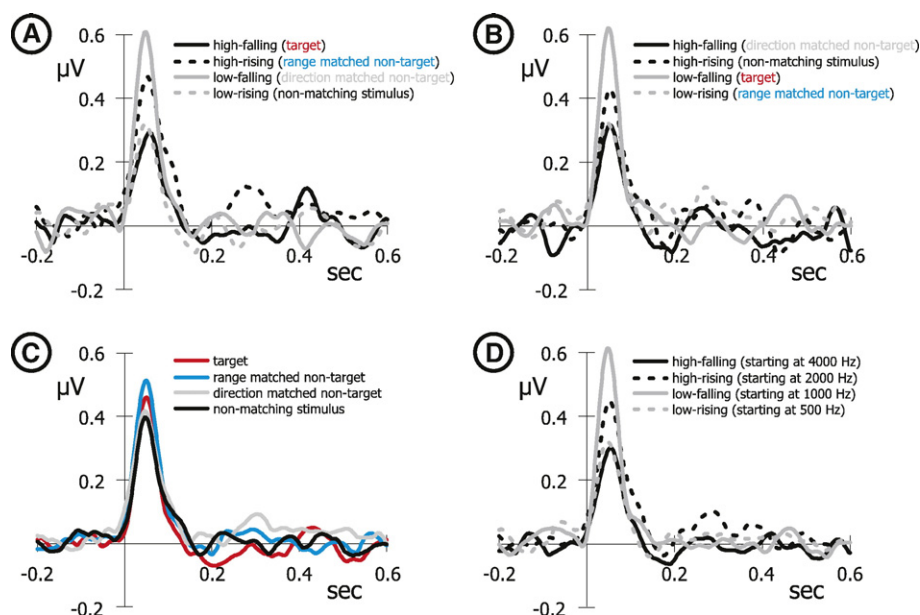 A
0.6
µV
0.4
0.2
-0.2
0.2
0.4
0.6
sec
-0.2
high-falling (target)
high-rising (range matched non-target)
low-falling (direction matched non-target)
low-rising (non-matching stimulus)
B
0.6
µV
0.4
0.2
-0.2
0.2
0.4
0.6
sec
-0.2
high-falling (direction matched non-target)
high-rising (non-matching stimulus)
low-falling (target)
low-rising (range matched non-target)
C
0.6
µV
0.4
0.2
-0.2
0.2
0.4
0.6
sec
-0.2
target
range matched non-target
direction matched non-target
non-matching stimulus
D
0.6
µV
0.4
0.2
-0.2
0.2
0.4
0.6
sec
-0.2
high-falling (starting at 4000 Hz)
high-rising (starting at 2000 Hz)
low-falling (starting at 1000 Hz)
low-rising (starting at 500 Hz)